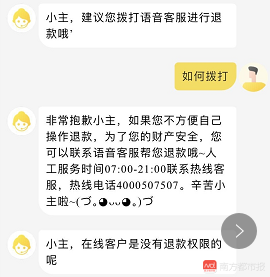 小主，建议您拨打语音客服进行退
款哦’
如何拨打
非常抱歉小主，如果您不方便自己
操作退款，为了您的财产安全，您
可以联系语音客服帮您退款哦~人
工服务时间07:00-21:00联系热线客
服，热线电话4000507507。辛苦小
主啦~(づ｡◕ᴗᴗ◕｡)づ
小主，在线客户是没有退款权限的
呢
南方都市报